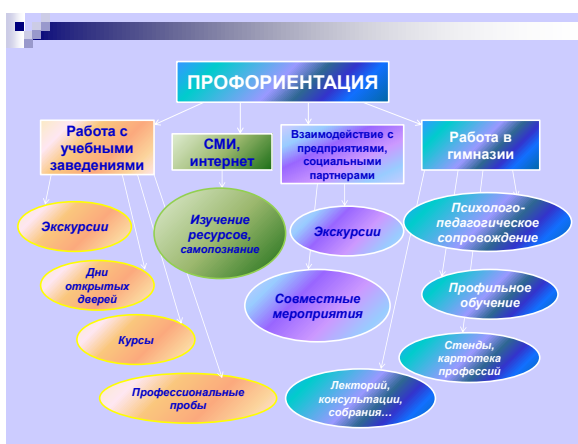 ПРОФОРИЕНТАЦИЯ
Работа с
учебными
заведениями
СМИ,
интернет
Взаимодействие с
предприятиями,
социальными
партнерами
Работа в
гимназии
Экскурсии
Дни
открытых
дверей
Курсы
Профессиональные
пробы
Изучение
ресурсов,
самопознание
Экскурсии
Совместные
мероприятия
Психолого-
педагогическое
сопровождение
Профильное
обучение
Стенды,
картотека
профессий
Лекторий,
консультации,
собрания...